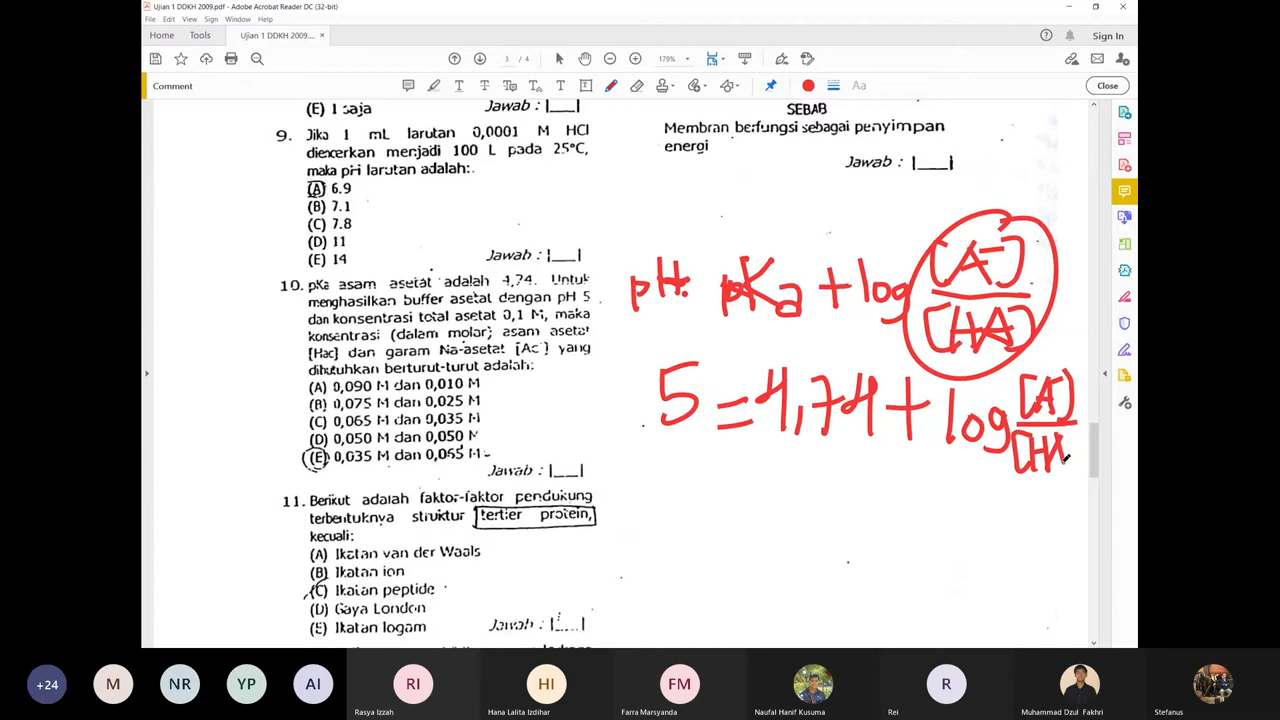 Ujian 1 DDKH 2009.pdf - Adobe Acrobat Reader DC (32-bit)
File Edit View Sign Window Help
Home Tools Ujian 1 DDKH 2009.... × Sign In
3 / 4 179%
Comment Aa Close
(E) 1 saja Jawab : |___|
9. Jika 1 mL larutan 0,0001 M HCl
diencerkan menjadi 100 L pada 25°C,
maka pH larutan adalah:
(A) 6.9
(B) 7.1
(C) 7.8
(D) 11
(E) 14
Jawab : |___|
10. pKa asam asetat adalah 4,74. Untuk
menghasilkan buffer asetat dengan pH 5
dan konsentrasi total asetat 0,1 M, maka
konsentrasi (dalam molar) asam asetat
[Hac] dan garam Na-asetat [Ac-] yang
dibutuhkan berturut-turut adalah:
(A) 0,090 M dan 0,010 M
(B) 0,075 M dan 0,025 M
(C) 0,065 M dan 0,035 M
(D) 0,050 M dan 0,050 M
(E) 0,035 M dan 0,065 M
Jawab : |___|
11. Berikut adalah faktor-faktor pendukung
terbentuknya struktur tertier protein,
kecuali:
(A) Ikatan van der Waals
(B) Ikatan ion
(C) Ikatan peptide
(D) Gaya London
(E) Ikatan logam
Jawab : |___|
SEBAB
Membran berfungsi sebagai penyimpan
energi
Jawab : |___|
pH: pKa + log [A-]
[HA]
5 = 4,74 + log [A-]
[HA
+24 M NR YP AI RI HI FM R
Rasya Izzah Hana Lalita Izdihar Farra Marsyanda Naufal Hanif Kusuma Rei Muhammad Dzul Fakhri Stefanus